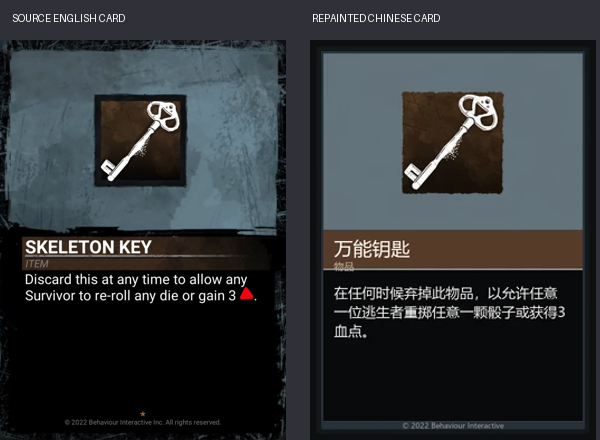 SOURCE ENGLISH CARD
REPAINTED CHINESE CARD
SKELETON KEY
ITEM
Discard this at any time to allow any
Survivor to re-roll any die or gain 3 .
© 2022 Behaviour Interactive Inc. All rights reserved.
万能钥匙
物品
在任何时候弃掉此物品，以允许任意
一位逃生者重掷任意一颗骰子或获得3
血点。
© 2022 Behaviour Interactive